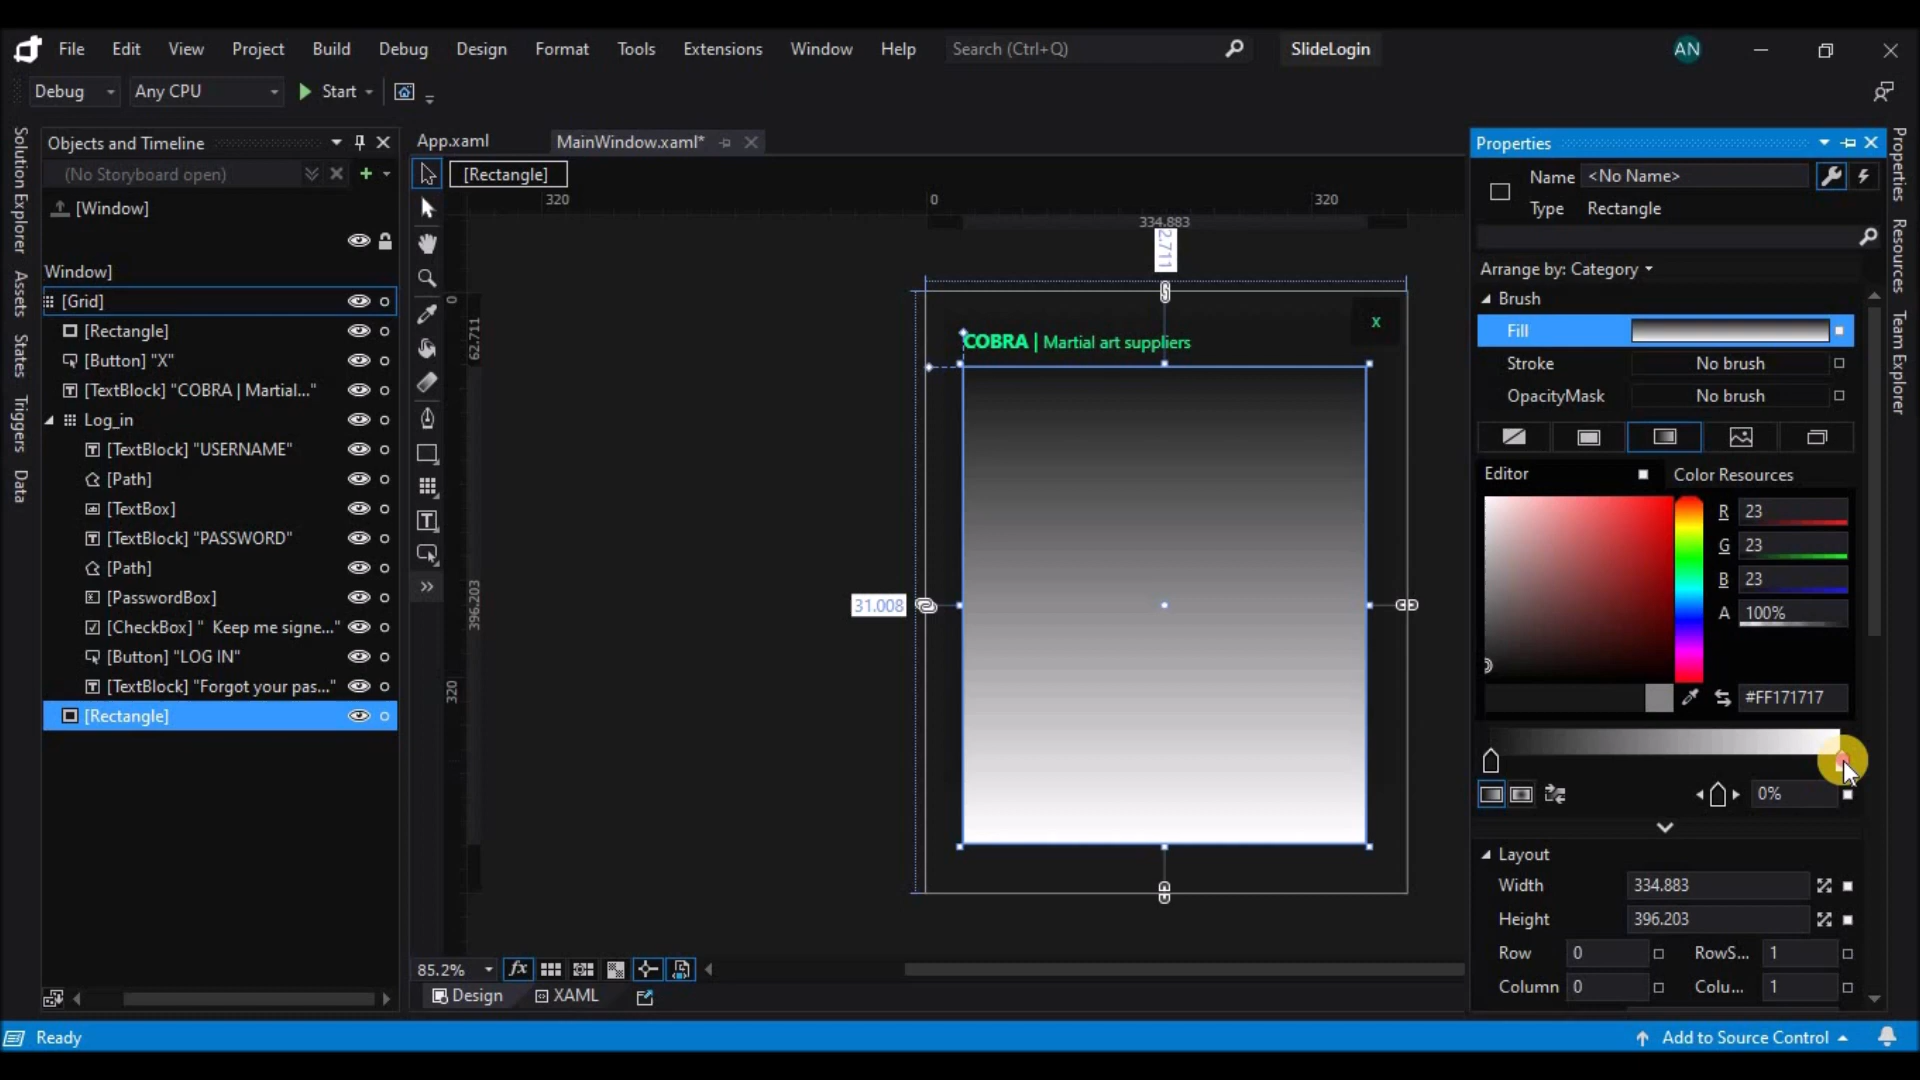 File Edit View Project Build Debug Design Format Tools Extensions Window Help Search (Ctrl+Q) SlideLogin AN
Debug Any CPU Start
Solution Explorer
Assets
States
Triggers
Data
Objects and Timeline
(No Storyboard open)
[Window]
Window]
[Grid]
[Rectangle]
[Button] "X"
[TextBlock] "COBRA | Martial..."
Log_in
[TextBlock] "USERNAME"
[Path]
[TextBox]
[TextBlock] "PASSWORD"
[Path]
[PasswordBox]
[CheckBox] " Keep me signe..."
[Button] "LOG IN"
[TextBlock] "Forgot your pas..."
[Rectangle]
App.xaml MainWindow.xaml*
[Rectangle]
320 0 320
334.883
2.711
0
62.711
396.203
320
COBRA | Martial art suppliers
x
31.008
85.2%
Design XAML
Properties
Name <No Name>
Type Rectangle
Arrange by: Category
Brush
Fill
Stroke No brush
OpacityMask No brush
Editor Color Resources
R 23
G 23
B 23
A 100%
#FF171717
0%
Layout
Width 334.883
Height 396.203
Row 0 RowS... 1
Column 0 Colu... 1
Properties
Resources
Team Explorer
Ready Add to Source Control